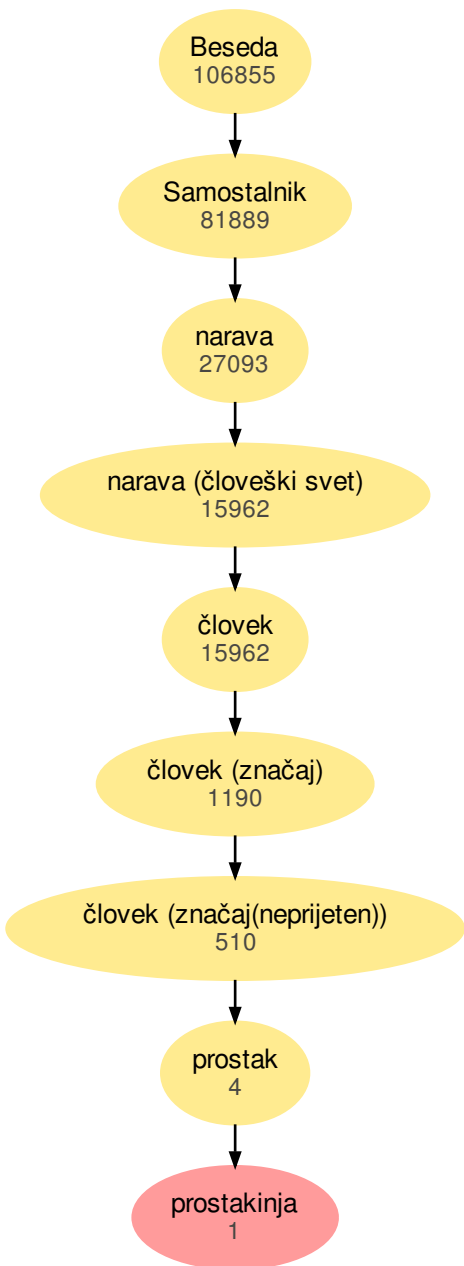 Beseda
106855
Samostalnik
81889
narava
27093
narava (človeški svet)
15962
človek
15962
človek (značaj)
1190
človek (značaj(neprijeten))
510
prostak
4
prostakinja
1